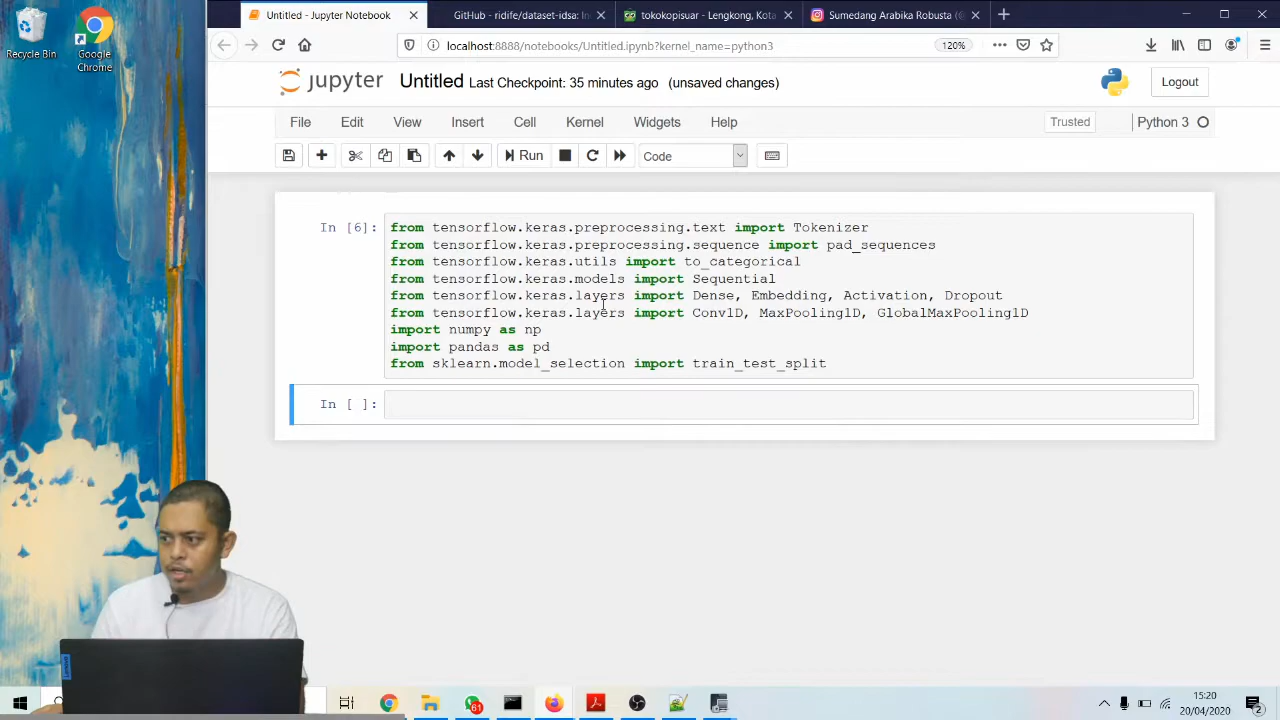 Recycle Bin
Google
Chrome
Untitled - Jupyter Notebook
GitHub - ridife/dataset-idsa: Inc
tokokopisuar - Lengkong, Kota
Sumedang Arabika Robusta (
localhost:8888/notebooks/Untitled.ipynb?kernel_name=python3
120%
jupyter Untitled Last Checkpoint: 35 minutes ago (unsaved changes)
Logout
File Edit View Insert Cell Kernel Widgets Help
Trusted
Python 3
Run
Code
In [6]:
from tensorflow.keras.preprocessing.text import Tokenizer
from tensorflow.keras.preprocessing.sequence import pad_sequences
from tensorflow.keras.utils import to_categorical
from tensorflow.keras.models import Sequential
from tensorflow.keras.layers import Dense, Embedding, Activation, Dropout
from tensorflow.keras.layers import Conv1D, MaxPooling1D, GlobalMaxPooling1D
import numpy as np
import pandas as pd
from sklearn.model_selection import train_test_split
In [ ]:
Lenovo
61
15:20
20/04/2020
2